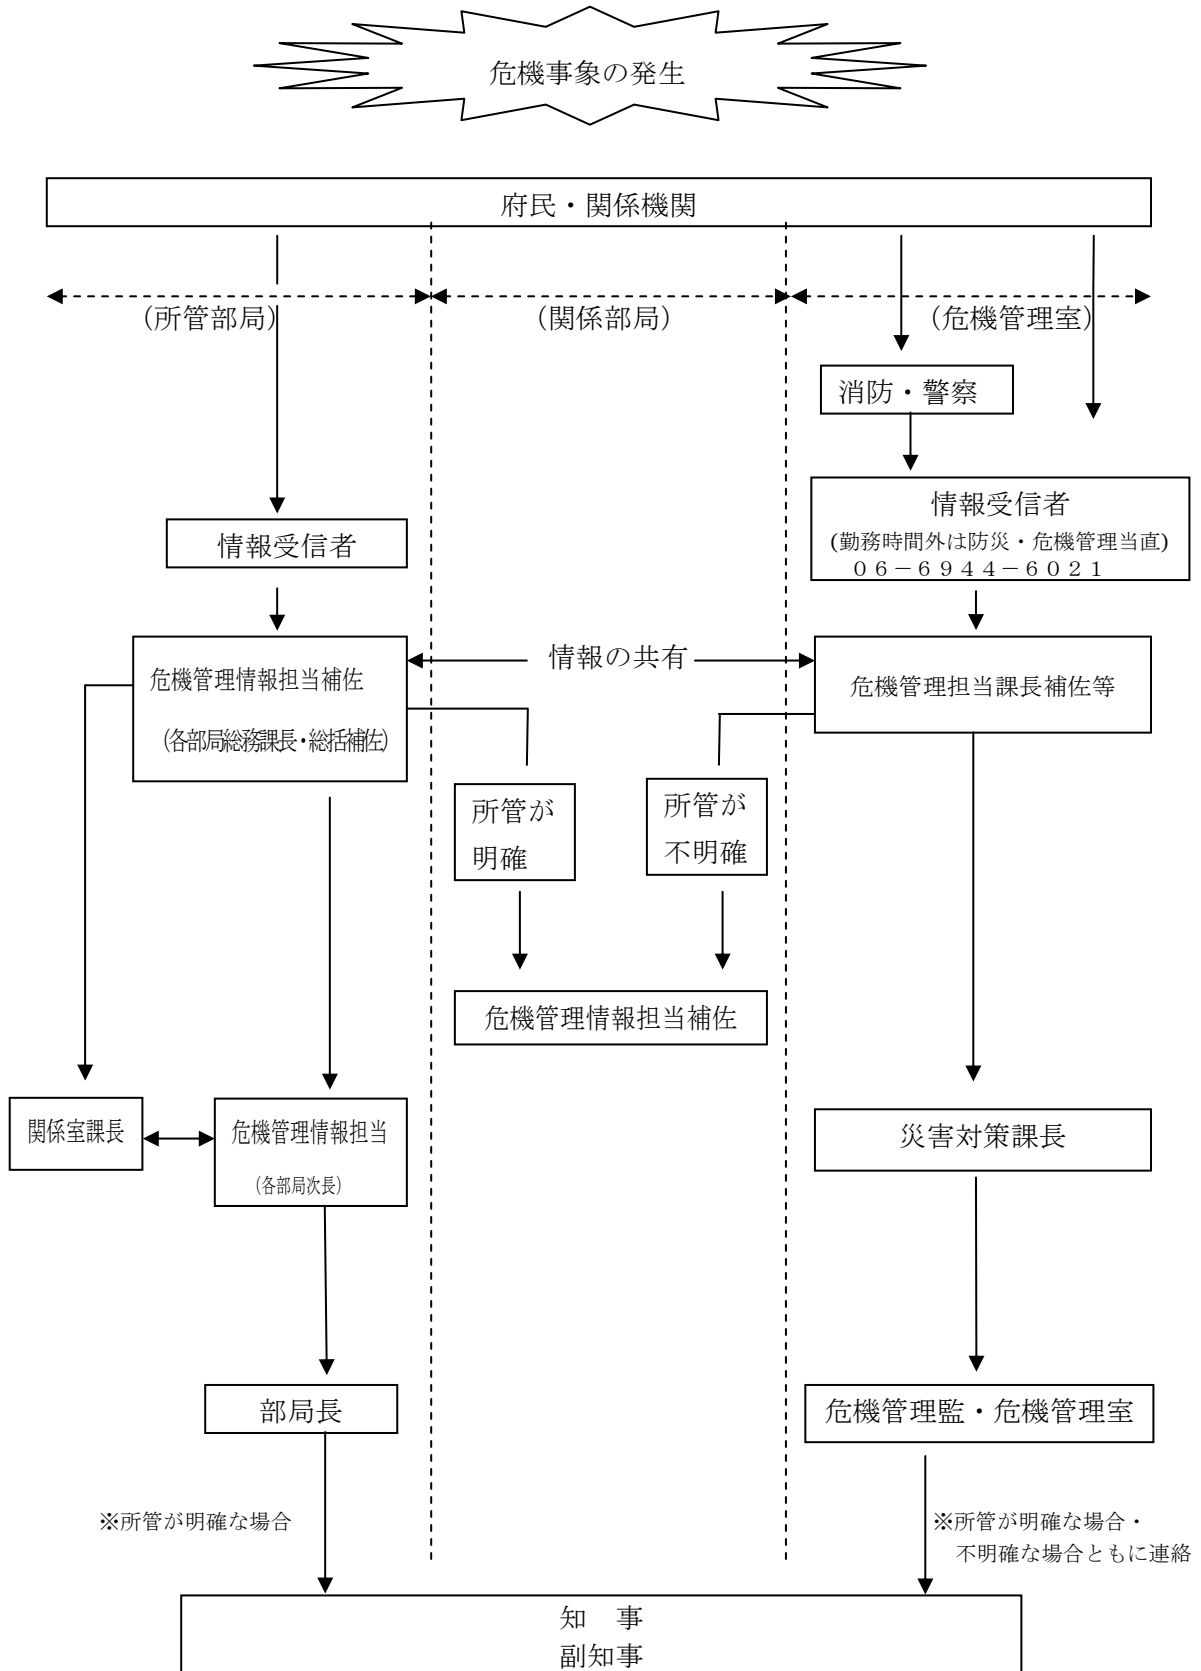 危機事象の発生
府民・関係機関
（所管部局）
（関係部局）
（危機管理室）
消防・警察
情報受信者
(勤務時間外は防災・危機管理当直)
０６－６９４４－６０２１
情報受信者
危機管理情報担当補佐
（各部局総務課長・総括補佐）
情報の共有
危機管理担当課長補佐等
所管が
明確
所管が
不明確
危機管理情報担当補佐
関係室課長
危機管理情報担当
（各部局次長）
災害対策課長
部局長
危機管理監・危機管理室
※所管が明確な場合
※所管が明確な場合・
不明確な場合ともに連絡
知　事
副知事